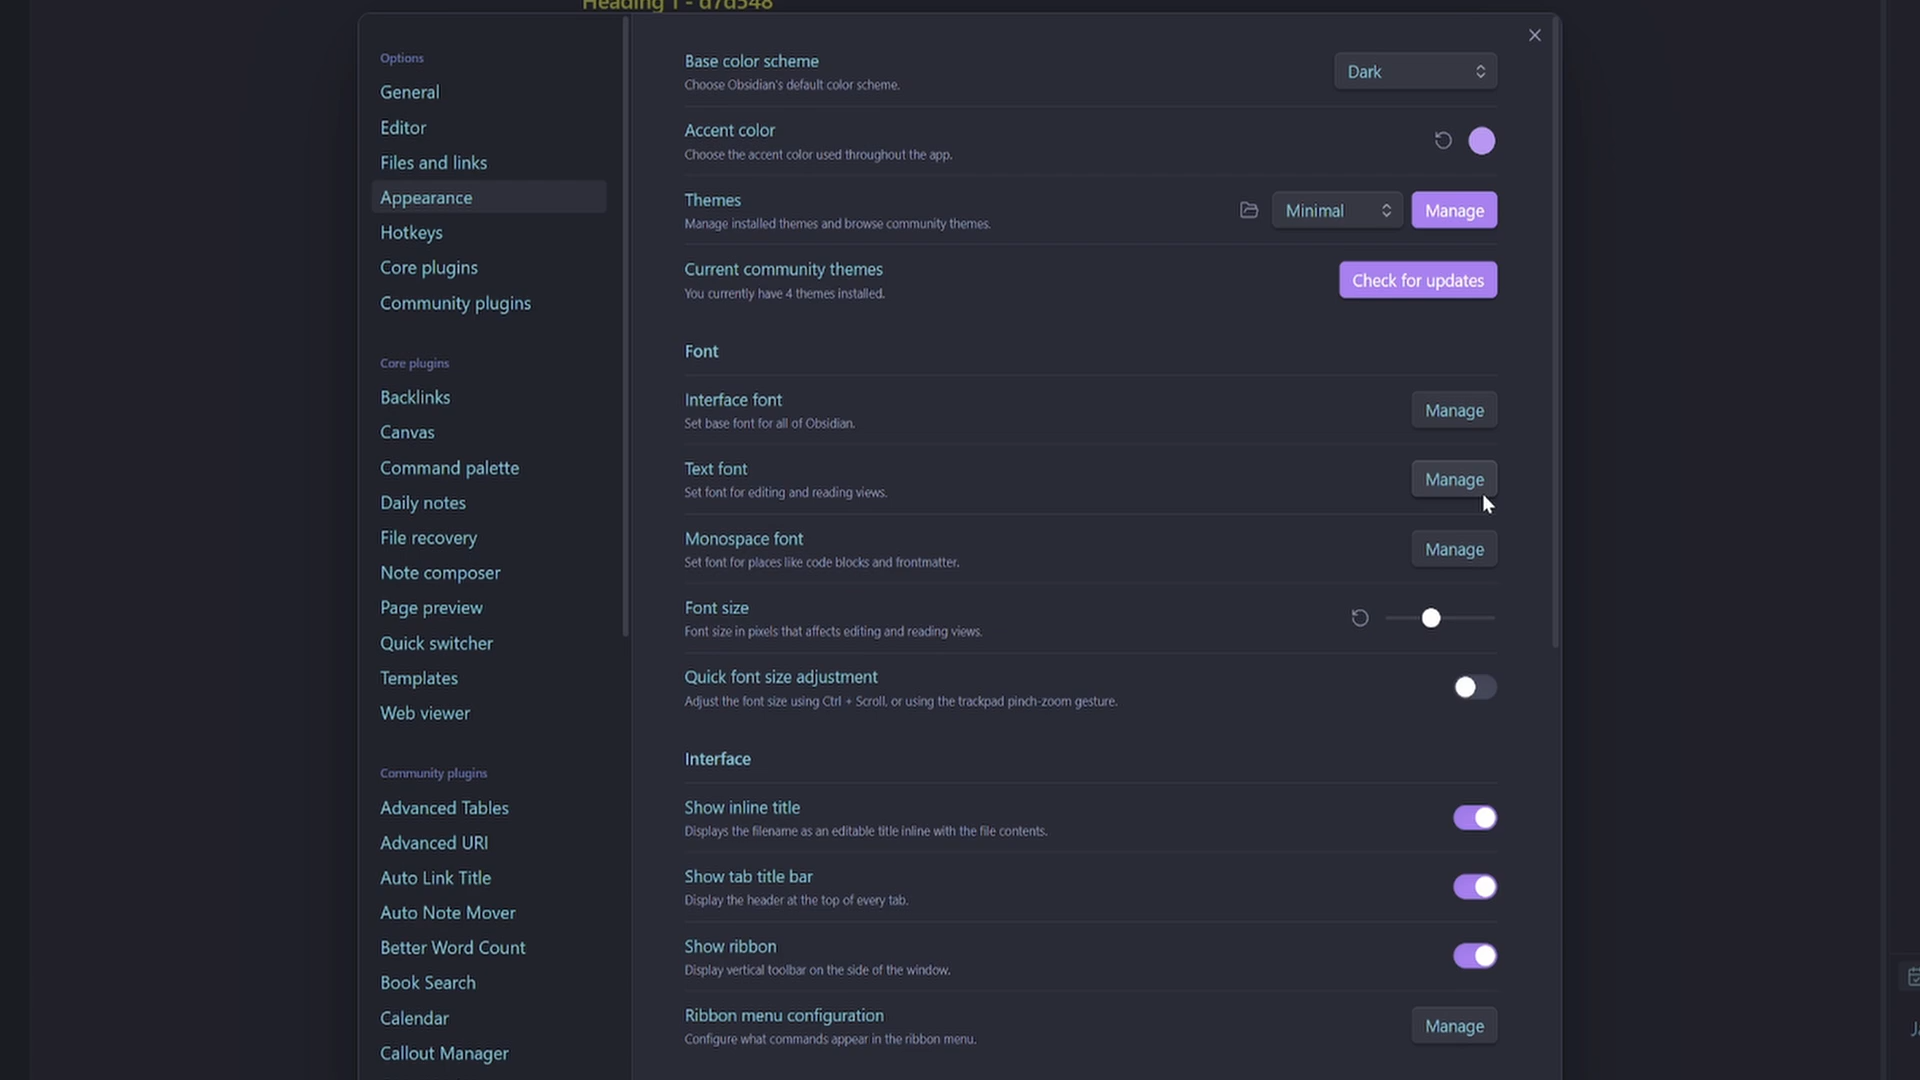 Heading 1 - d7d548
Options
General
Editor
Files and links
Appearance
Hotkeys
Core plugins
Community plugins
Core plugins
Backlinks
Canvas
Command palette
Daily notes
File recovery
Note composer
Page preview
Quick switcher
Templates
Web viewer
Community plugins
Advanced Tables
Advanced URI
Auto Link Title
Auto Note Mover
Better Word Count
Book Search
Calendar
Callout Manager
Base color scheme
Choose Obsidian's default color scheme.
Dark
Accent color
Choose the accent color used throughout the app.
Themes
Manage installed themes and browse community themes.
Minimal
Manage
Current community themes
You currently have 4 themes installed.
Check for updates
Font
Interface font
Set base font for all of Obsidian.
Manage
Text font
Set font for editing and reading views.
Manage
Monospace font
Set font for places like code blocks and frontmatter.
Manage
Font size
Font size in pixels that affects editing and reading views.
Quick font size adjustment
Adjust the font size using Ctrl + Scroll, or using the trackpad pinch-zoom gesture.
Interface
Show inline title
Displays the filename as an editable title inline with the file contents.
Show tab title bar
Display the header at the top of every tab.
Show ribbon
Display vertical toolbar on the side of the window.
Ribbon menu configuration
Configure what commands appear in the ribbon menu.
Manage